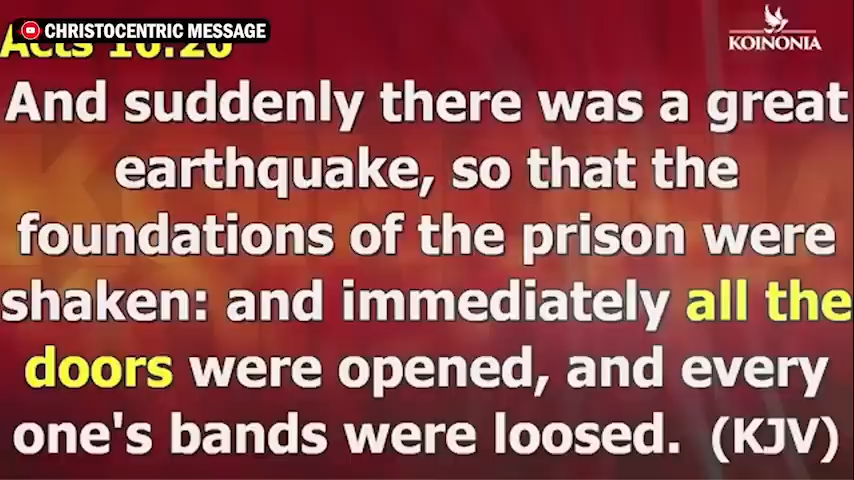 CHRISTOCENTRIC MESSAGE
KOINONIA
Acts 16:26
And suddenly there was a great
earthquake, so that the
foundations of the prison were
shaken: and immediately all the
doors were opened, and every
one's bands were loosed. (KJV)